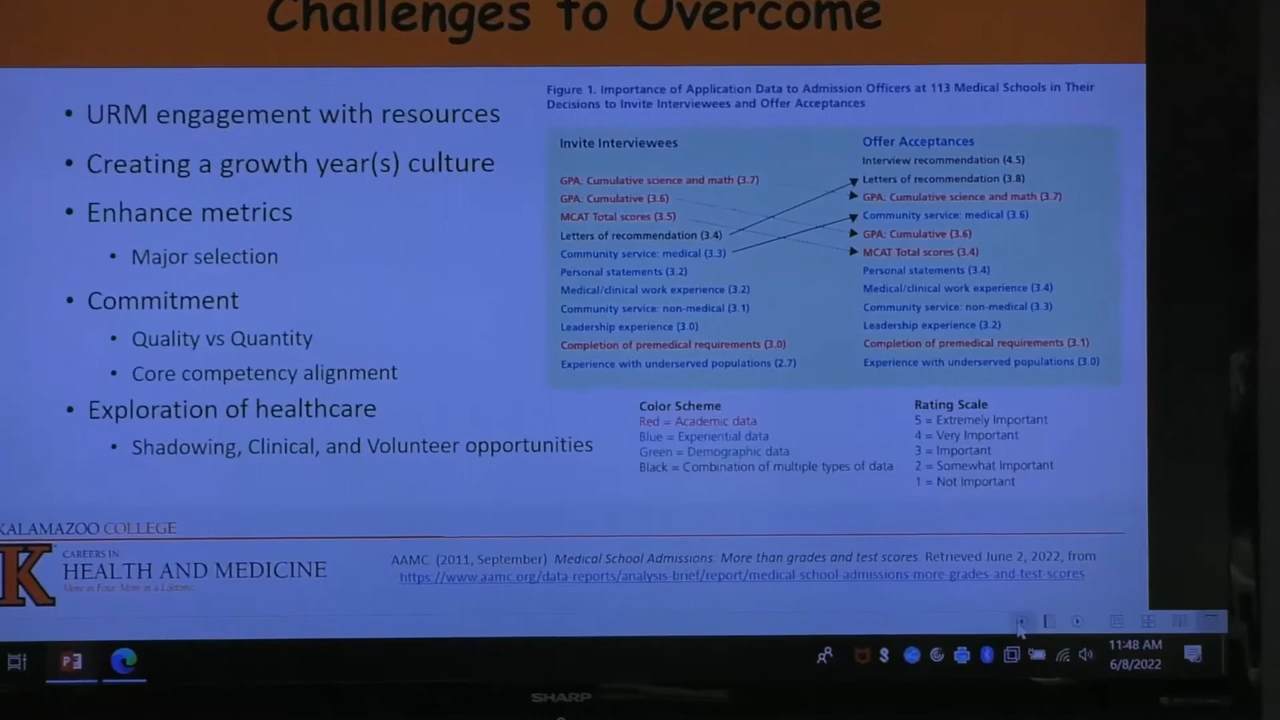 Challenges to Overcome
• URM engagement with resources
• Creating a growth year(s) culture
• Enhance metrics
• Major selection
• Commitment
• Quality vs Quantity
• Core competency alignment
• Exploration of healthcare
• Shadowing, Clinical, and Volunteer opportunities
Figure 1. Importance of Application Data to Admission Officers at 113 Medical Schools in Their
Decisions to Invite Interviewees and Offer Acceptances
Invite Interviewees
GPA: Cumulative science and math (3.7)
GPA: Cumulative (3.6)
MCAT Total scores (3.5)
Letters of recommendation (3.4)
Community service: medical (3.3)
Personal statements (3.2)
Medical/clinical work experience (3.2)
Community service: non-medical (3.1)
Leadership experience (3.0)
Completion of premedical requirements (3.0)
Experience with underserved populations (2.7)
Offer Acceptances
Interview recommendation (4.5)
Letters of recommendation (3.8)
GPA: Cumulative science and math (3.7)
Community service: medical (3.6)
GPA: Cumulative (3.6)
MCAT Total scores (3.4)
Personal statements (3.4)
Medical/clinical work experience (3.4)
Community service: non-medical (3.3)
Leadership experience (3.2)
Completion of premedical requirements (3.1)
Experience with underserved populations (3.0)
Color Scheme
Red = Academic data
Blue = Experiential data
Green = Demographic data
Black = Combination of multiple types of data
Rating Scale
5 = Extremely Important
4 = Very Important
3 = Important
2 = Somewhat Important
1 = Not Important
KALAMAZOO COLLEGE
K
CAREERS IN
HEALTH AND MEDICINE
More in Four. More in a Lifetime.
AAMC. (2011, September). Medical School Admissions: More than grades and test scores. Retrieved June 2, 2022, from
https://www.aamc.org/data-reports/analysis-brief/report/medical-school-admissions-more-grades-and-test-scores
11:48 AM
6/8/2022
SHARP